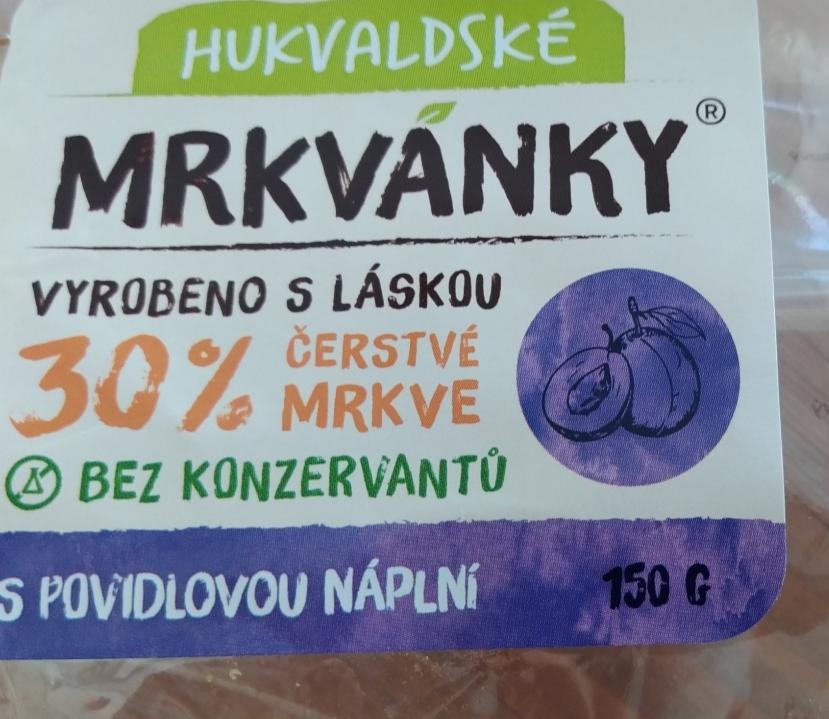 HUKVALDSKÉ
MRKVÁNKY®
VYROBENO S LÁSKOU
30% ČERSTVÉ
MRKVE
BEZ KONZERVANTŮ
S POVIDLOVOU NÁPLNÍ 150 G